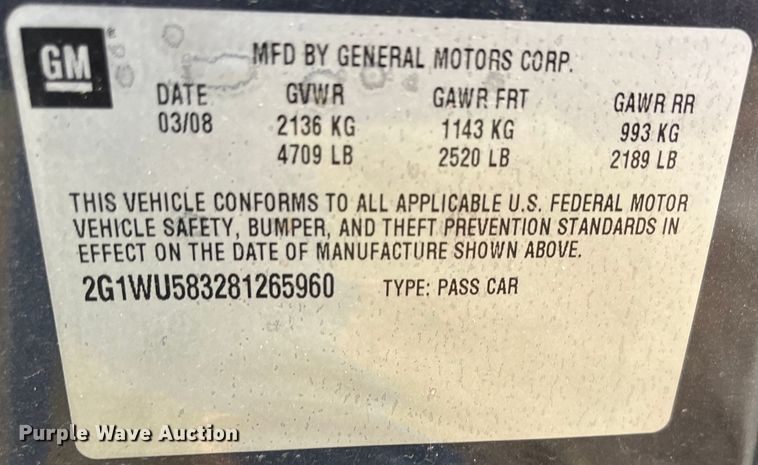 GM
MFD BY GENERAL MOTORS CORP.
DATE GVWR GAWR FRT GAWR RR
03/08 2136 KG 1143 KG 993 KG
4709 LB 2520 LB 2189 LB
THIS VEHICLE CONFORMS TO ALL APPLICABLE U.S. FEDERAL MOTOR
VEHICLE SAFETY, BUMPER, AND THEFT PREVENTION STANDARDS IN
EFFECT ON THE DATE OF MANUFACTURE SHOWN ABOVE.
2G1WU583281265960 TYPE: PASS CAR
Purple Wave Auction